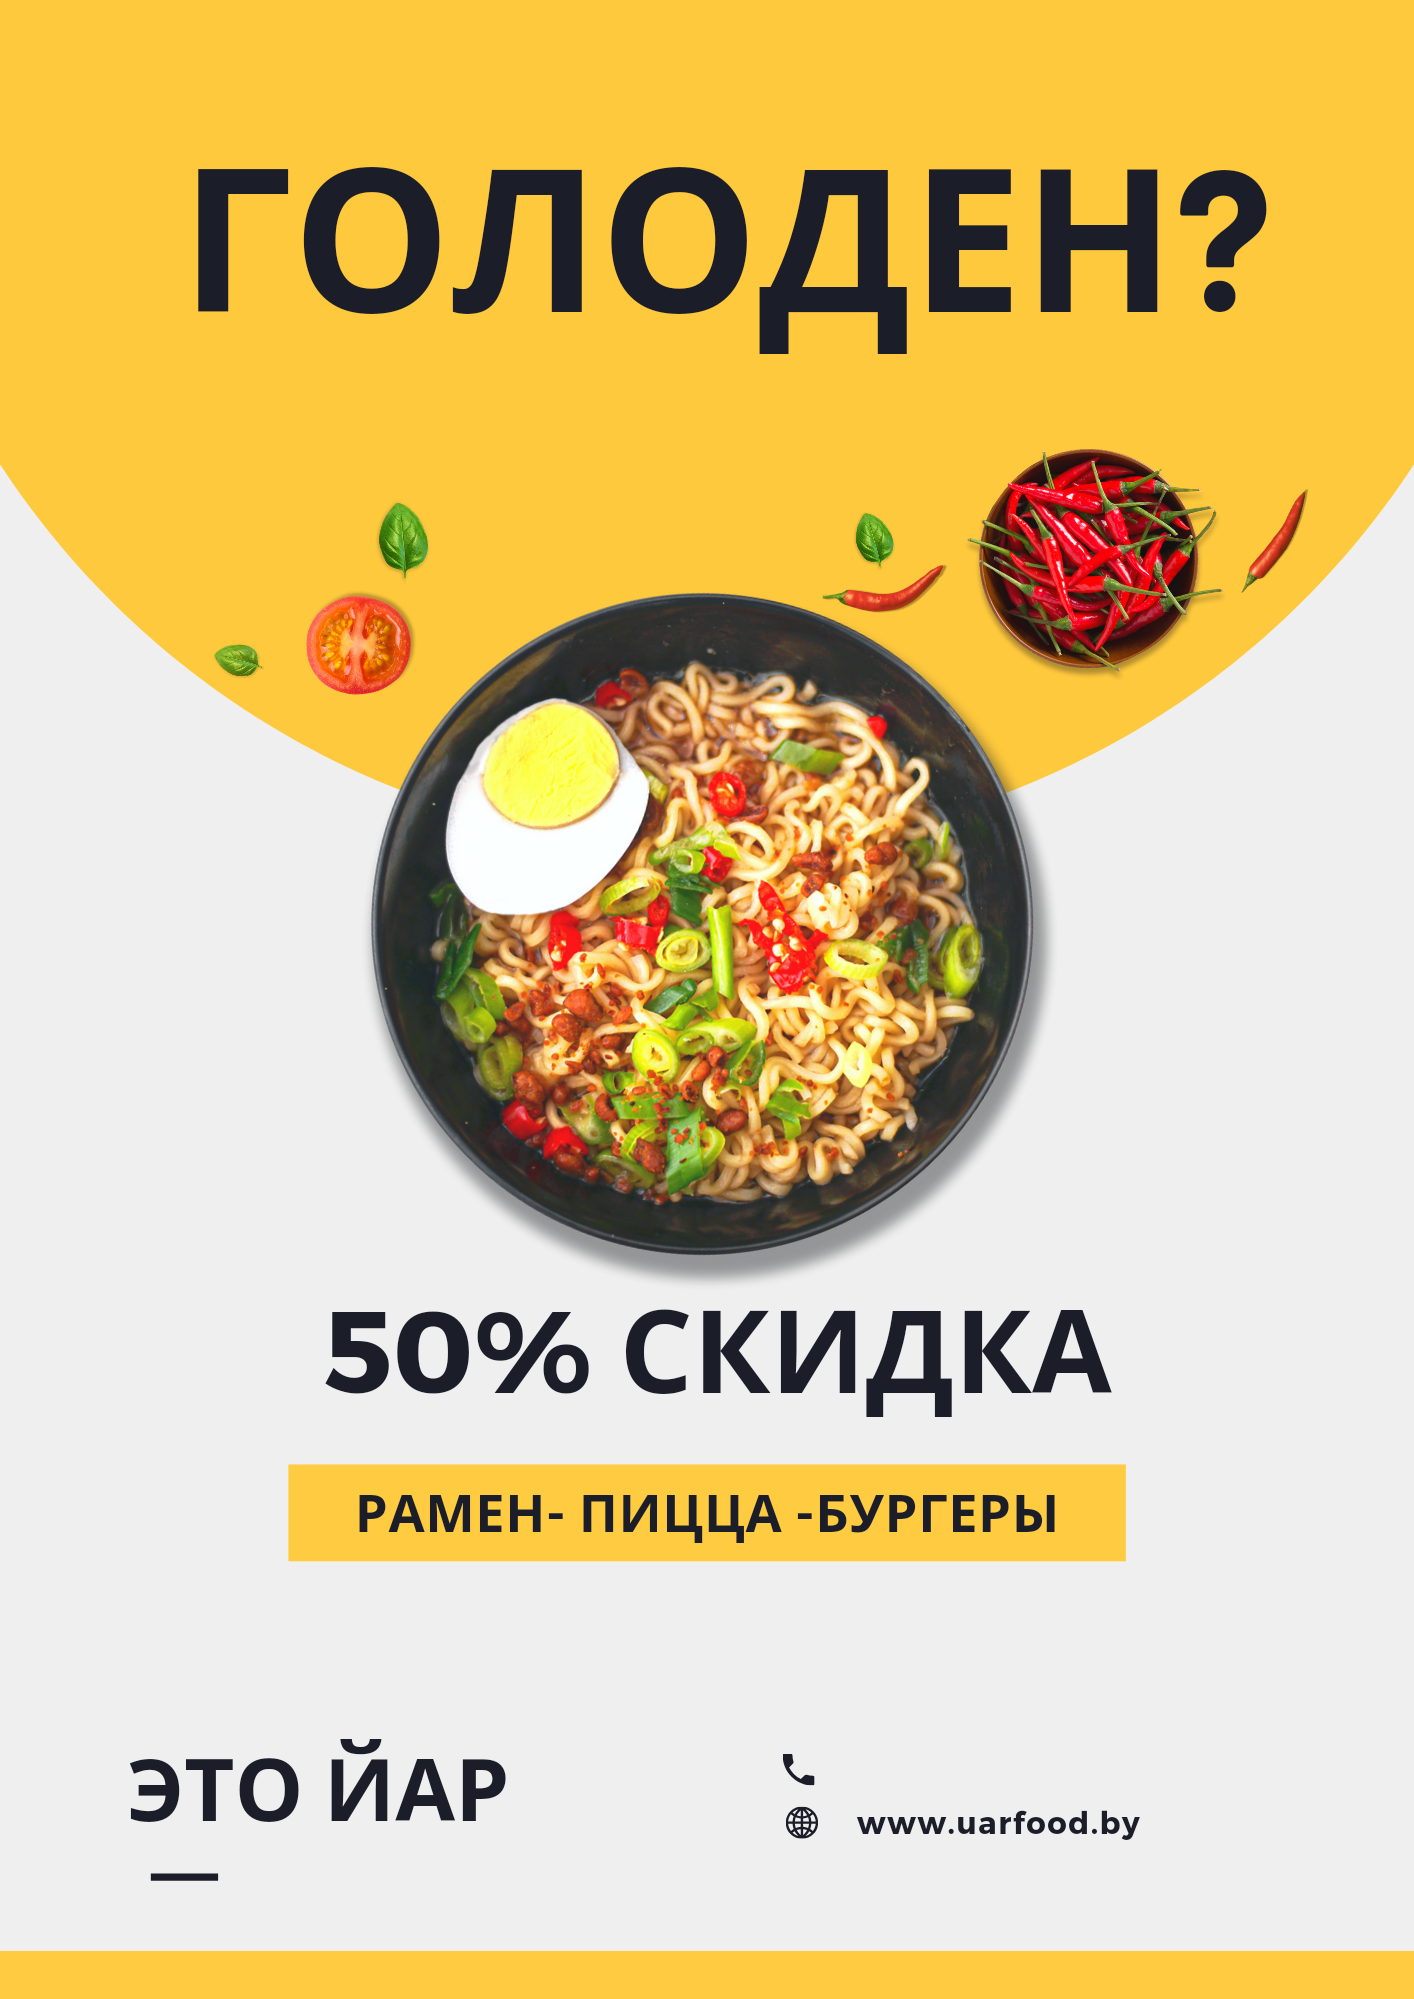 ГОЛОДЕН?
50% СКИДКА
РАМЕН- ПИЦЦА -БУРГЕРЫ
ЭТО ЙАР
www.uarfood.by